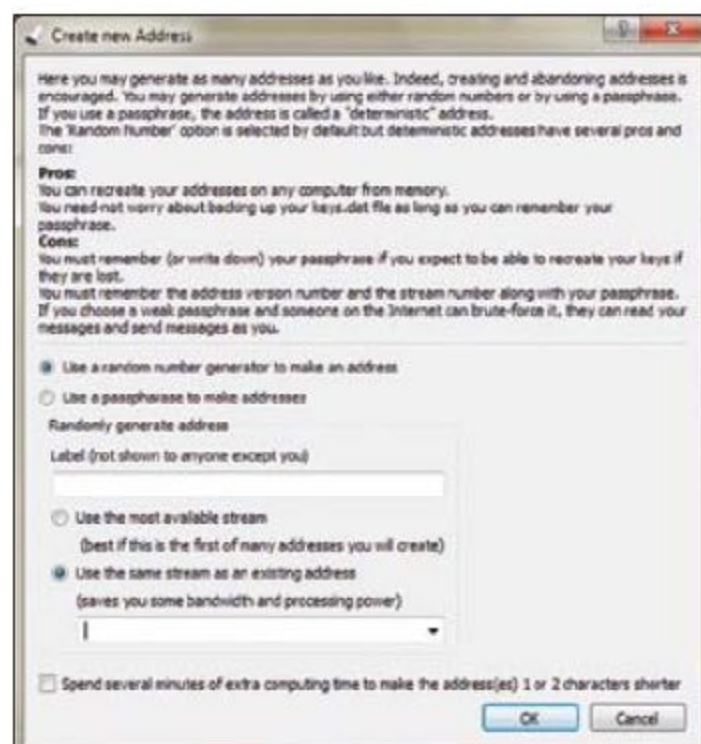 Create new Address
Here you may generate as many addresses as you like. Indeed, creating and abandoning addresses is
encouraged. You may generate addresses by using either random numbers or by using a passphrase.
If you use a passphrase, the address is called a "deterministic" address.
The 'Random Number' option is selected by default but deterministic addresses have several pros and
cons:
Pros:
You can recreate your addresses on any computer from memory.
You need-not worry about backing up your keys.dat file as long as you can remember your
passphrase.
Cons:
You must remember (or write down) your passphrase if you expect to be able to recreate your keys if
they are lost.
You must remember the address version number and the stream number along with your passphrase.
If you choose a weak passphrase and someone on the Internet can brute-force it, they can read your
messages and send messages as you.
Use a random number generator to make an address
Use a passpharase to make addresses
Randomly generate address
Label (not shown to anyone except you)
Use the most available stream
(best if this is the first of many addresses you will create)
Use the same stream as an existing address
(saves you some bandwidth and processing power)
Spend several minutes of extra computing time to make the address(es) 1 or 2 characters shorter
OK
Cancel